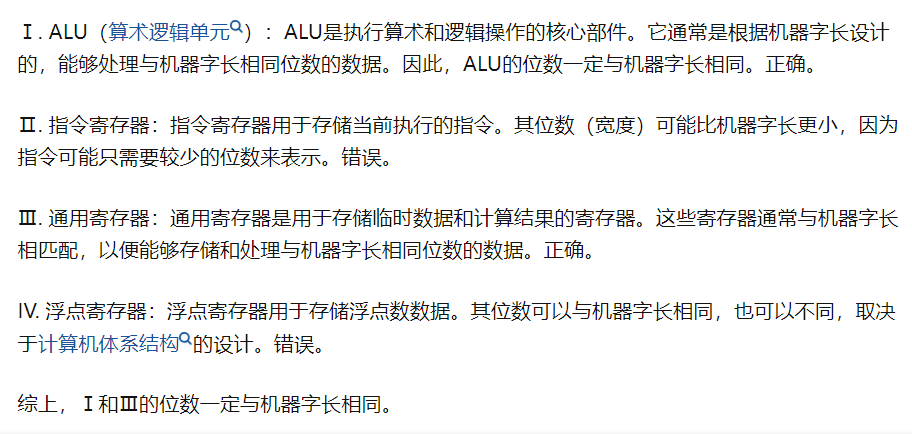 Ⅰ. ALU（算术逻辑单元）：ALU是执行算术和逻辑操作的核心部件。它通常是根据机器字长设计
的，能够处理与机器字长相同位数的数据。因此，ALU的位数一定与机器字长相同。正确。
Ⅱ. 指令寄存器：指令寄存器用于存储当前执行的指令。其位数（宽度）可能比机器字长更小，因为
指令可能只需要较少的位数来表示。错误。
Ⅲ. 通用寄存器：通用寄存器是用于存储临时数据和计算结果的寄存器。这些寄存器通常与机器字长
相匹配，以便能够存储和处理与机器字长相同位数的数据。正确。
IV. 浮点寄存器：浮点寄存器用于存储浮点数数据。其位数可以与机器字长相同，也可以不同，取决
于计算机体系结构的设计。错误。
综上，Ⅰ和Ⅲ的位数一定与机器字长相同。